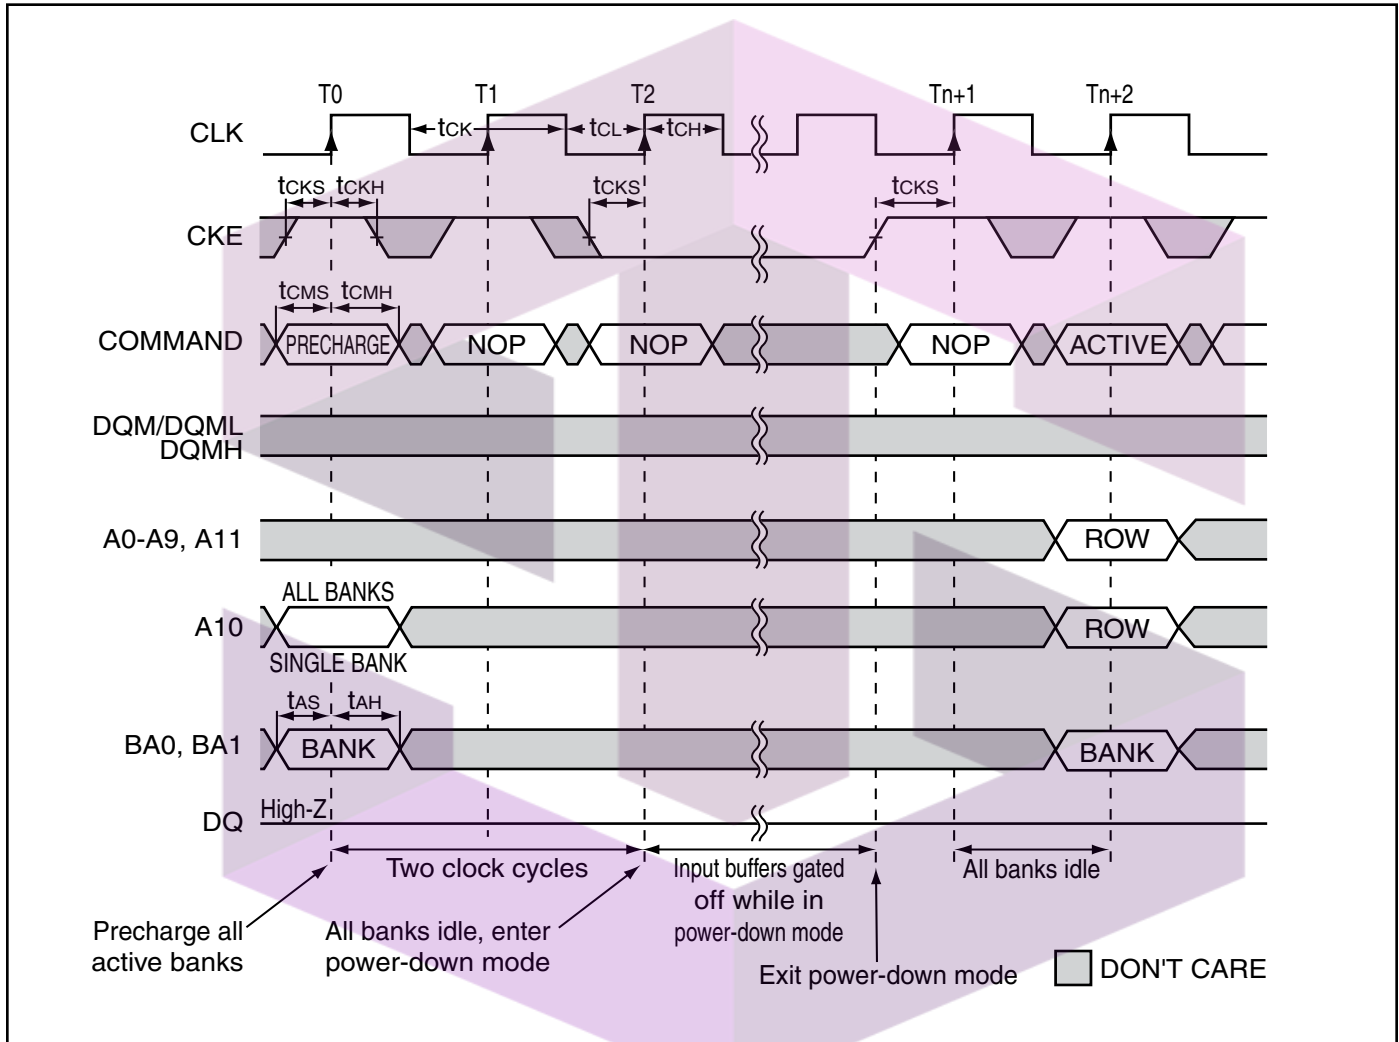 T0 T1 T2 Tn+1 Tn+2
CLK tCK tCL tCH
tCKS tCKH tCKS tCKS
CKE
tCMS tCMH
COMMAND PRECHARGE NOP NOP NOP ACTIVE
DQM/DQML
DQMH
A0-A9, A11 ROW
ALL BANKS
A10 ROW
SINGLE BANK
tAS tAH
BA0, BA1 BANK BANK
High-Z
DQ
Two clock cycles
Input buffers gated
off while in
power-down mode
All banks idle
Precharge all
active banks
All banks idle, enter
power-down mode
Exit power-down mode
DON'T CARE